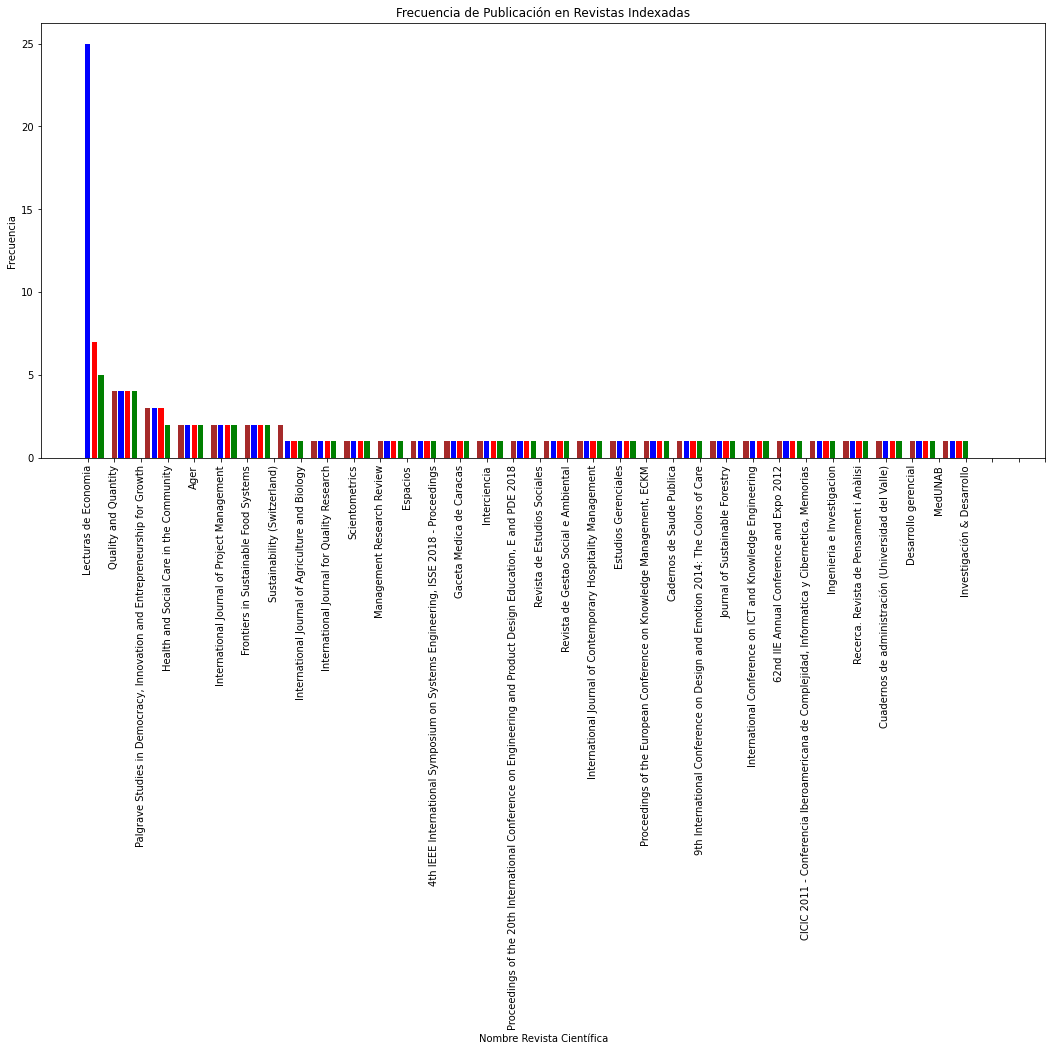 Frecuencia de Publicación en Revistas Indexadas
Frecuencia
25
20
15
10
5
0
Lecturas de Economia
Quality and Quantity
Palgrave Studies in Democracy, Innovation and Entrepreneurship for Growth
Health and Social Care in the Community
Ager
International Journal of Project Management
Frontiers in Sustainable Food Systems
Sustainability (Switzerland)
International Journal of Agriculture and Biology
International Journal for Quality Research
Scientometrics
Management Research Review
Espacios
4th IEEE International Symposium on Systems Engineering, ISSE 2018 - Proceedings
Gaceta Medica de Caracas
Interciencia
Proceedings of the 20th International Conference on Engineering and Product Design Education, E and PDE 2018
Revista de Estudios Sociales
Revista de Gestao Social e Ambiental
International Journal of Contemporary Hospitality Management
Estudios Gerenciales
Proceedings of the European Conference on Knowledge Management, ECKM
Cadernos de Saude Publica
9th International Conference on Design and Emotion 2014: The Colors of Care
Journal of Sustainable Forestry
International Conference on ICT and Knowledge Engineering
62nd IIE Annual Conference and Expo 2012
CICIC 2011 - Conferencia Iberoamericana de Complejidad, Informatica y Cibernetica, Memorias
Ingenieria e Investigacion
Recerca. Revista de Pensament i Anàlisi
Cuadernos de administración (Universidad del Valle)
Desarrollo gerencial
MedUNAB
Investigación & Desarrollo
Nombre Revista Científica